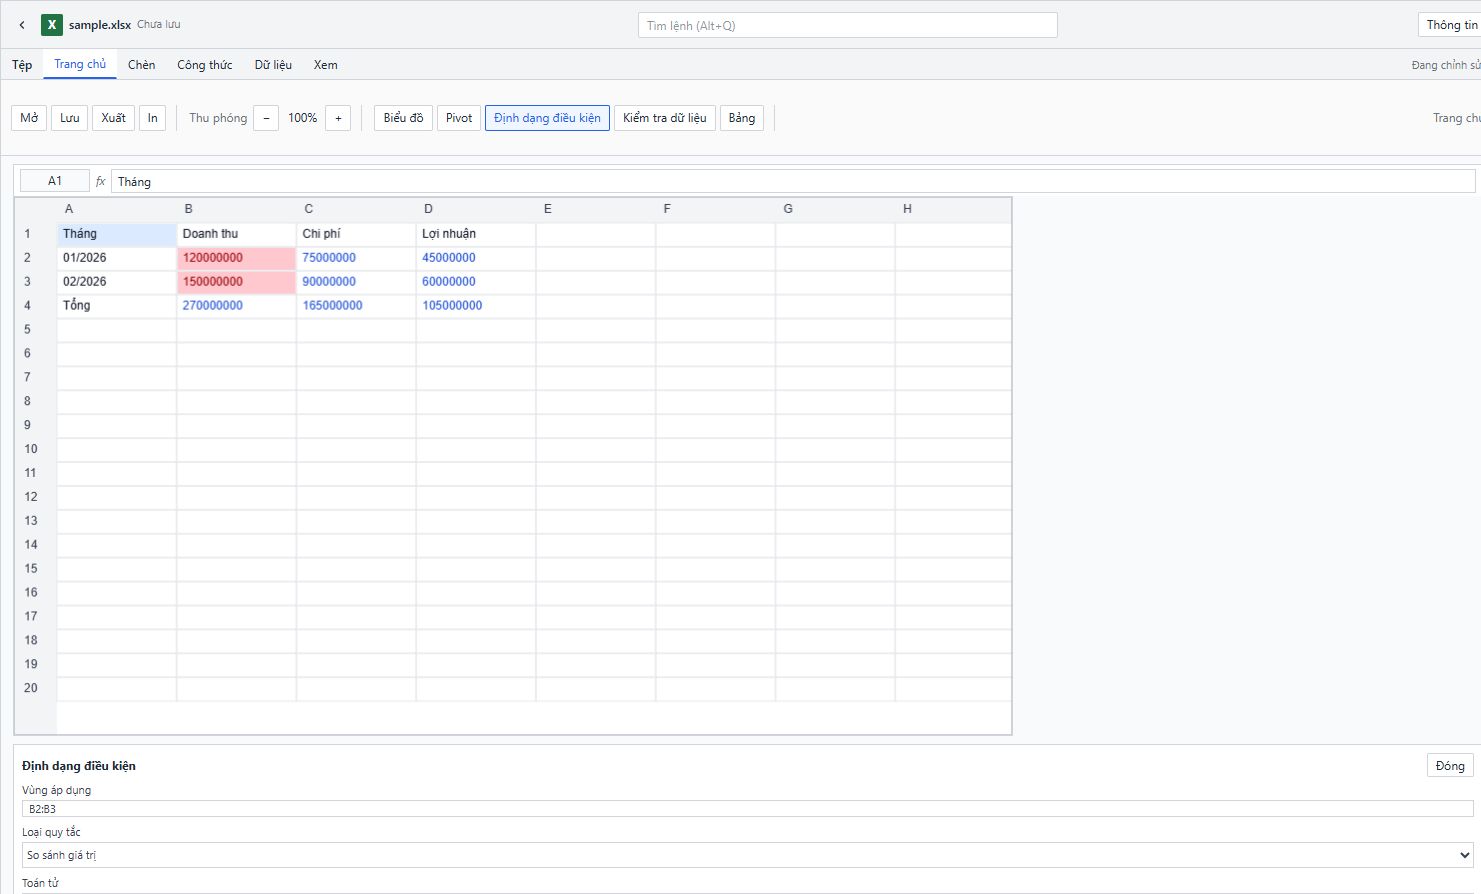 sample.xlsx Chưa lưu Tìm lệnh (Alt+Q) Thông tin
Tệp Trang chủ Chèn Công thức Dữ liệu Xem Đang chỉnh sử
Mở Lưu Xuất In Thu phóng − 100% + Biểu đồ Pivot Định dạng điều kiện Kiểm tra dữ liệu Bảng Trang chủ
A1 fx Tháng
A B C D E F G H
1 Tháng Doanh thu Chi phí Lợi nhuận
2 01/2026 120000000 75000000 45000000
3 02/2026 150000000 90000000 60000000
4 Tổng 270000000 165000000 105000000
5
6
7
8
9
10
11
12
13
14
15
16
17
18
19
20
Định dạng điều kiện Đóng
Vùng áp dụng
B2:B3
Loại quy tắc
So sánh giá trị
Toán tử